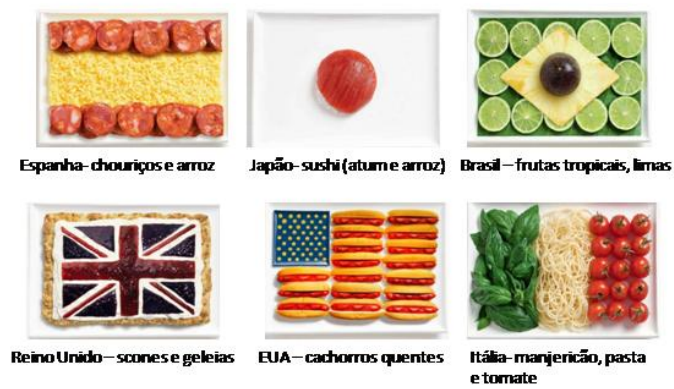 Espanha- chouriços e arroz
Japão- sushi (atum e arroz)
Brasil – frutas tropicais, limas
Reino Unido – scones e geleias
EUA – cachorros quentes
Itália- manjericão, pasta
e tomate